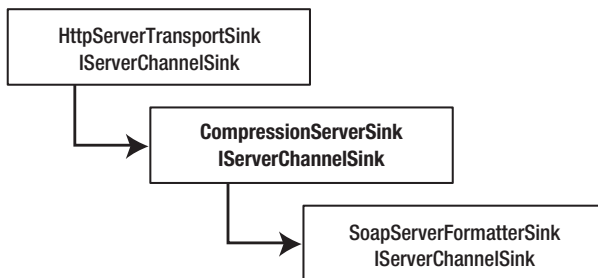 HttpServerTransportSink
IServerChannelSink
CompressionServerSink
IServerChannelSink
SoapServerFormatterSink
IServerChannelSink